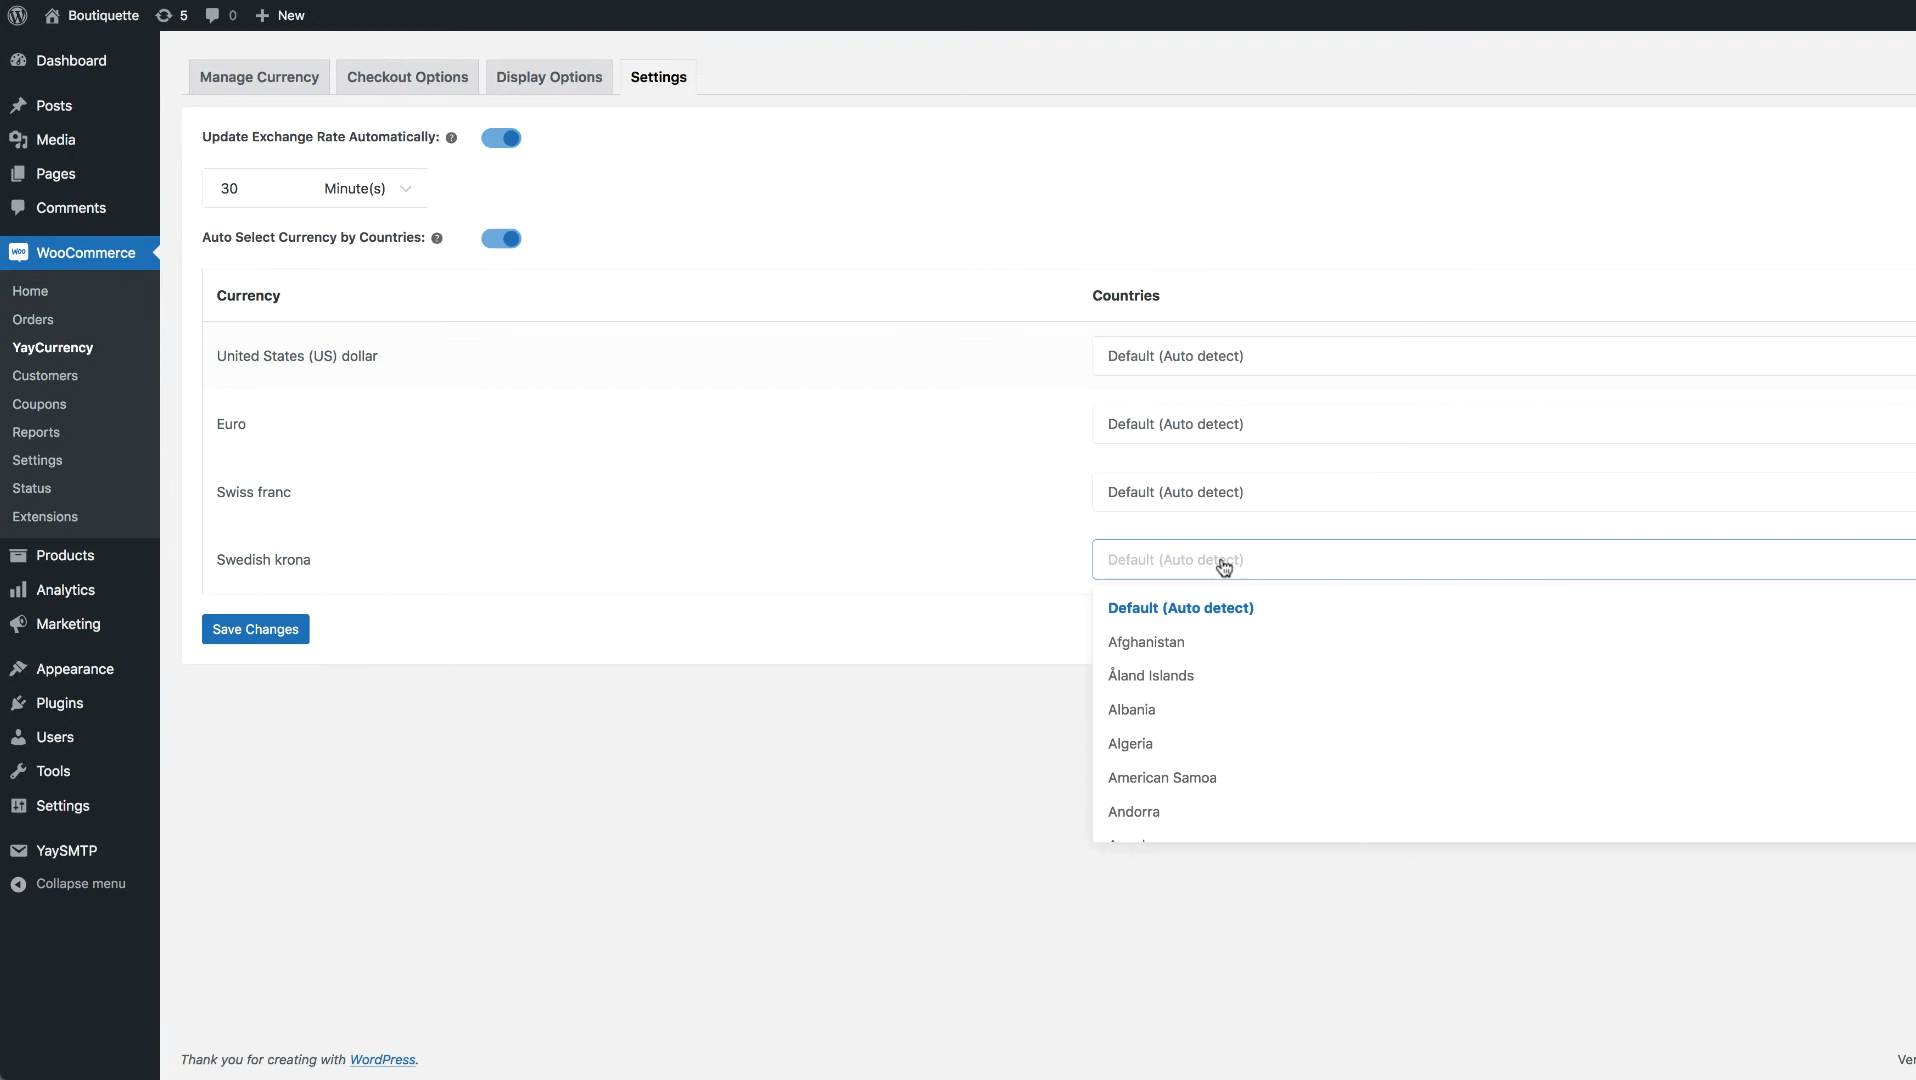 Boutiquette 5 0 New
Dashboard
Posts
Media
Pages
Comments
WooCommerce
Home
Orders
YayCurrency
Customers
Coupons
Reports
Settings
Status
Extensions
Products
Analytics
Marketing
Appearance
Plugins
Users
Tools
Settings
YaySMTP
Collapse menu
Manage Currency Checkout Options Display Options Settings
Update Exchange Rate Automatically:
30 Minute(s)
Auto Select Currency by Countries:
Currency Countries
United States (US) dollar Default (Auto detect)
Euro Default (Auto detect)
Swiss franc Default (Auto detect)
Swedish krona Default (Auto detect)
Default (Auto detect)
Afghanistan
Åland Islands
Albania
Algeria
American Samoa
Andorra
Save Changes
Thank you for creating with WordPress.